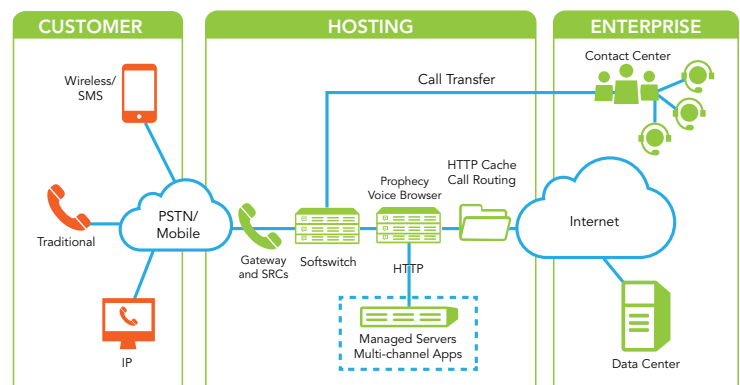 CUSTOMER
HOSTING
ENTERPRISE
Wireless/
SMS
Traditional
PSTN/
Mobile
IP
Call Transfer
Gateway
and SRCs
Softswitch
Prophecy
Voice Browser
HTTP Cache
Call Routing
HTTP
Managed Servers
Multi-channel Apps
Contact Center
Internet
Data Center